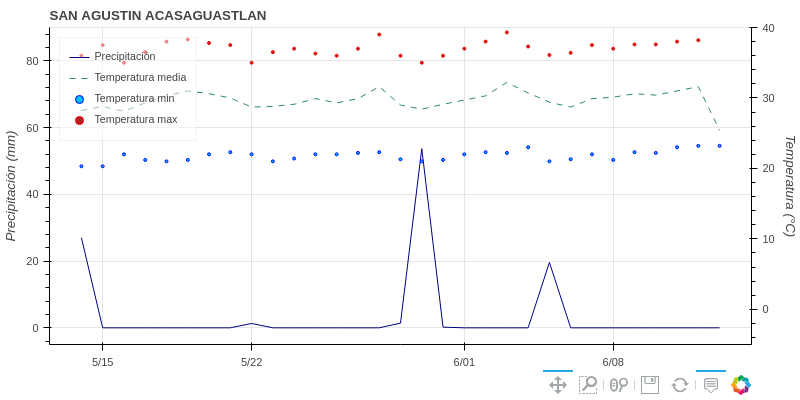 SAN AGUSTIN ACASAGUASTLAN
Precipitación
Temperatura media
Temperatura min
Temperatura max
Precipitación (mm)
80
60
40
20
0
40
30
20
10
0
Temperatura (°C)
5/15
5/22
6/01
6/08